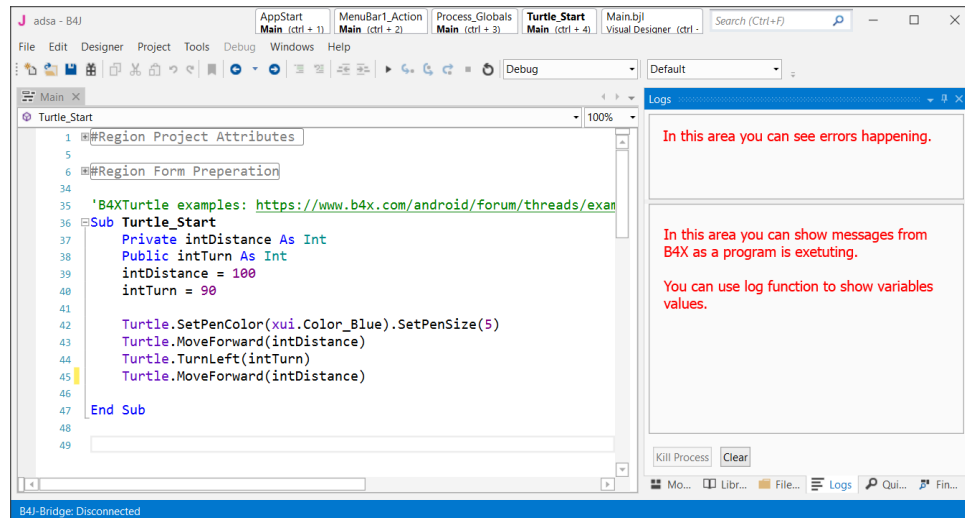 adsa - B4J
AppStart
Main (ctrl + 1)
MenuBar1_Action
Main (ctrl + 2)
Process_Globals
Main (ctrl + 3)
Turtle_Start
Main (ctrl + 4)
Main.bjl
Visual Designer (ctrl -
Search (Ctrl+F)
File Edit Designer Project Tools Debug Windows Help
Debug
Default
Main
Logs
Turtle_Start
100%
1 #Region Project Attributes
5
6 #Region Form Preperation
34
35 'B4XTurtle examples: https://www.b4x.com/android/forum/threads/exam
36 Sub Turtle_Start
37 Private intDistance As Int
38 Public intTurn As Int
39 intDistance = 100
40 intTurn = 90
41
42 Turtle.SetPenColor(xui.Color_Blue).SetPenSize(5)
43 Turtle.MoveForward(intDistance)
44 Turtle.TurnLeft(intTurn)
45 Turtle.MoveForward(intDistance)
46
47 End Sub
48
49
In this area you can see errors happening.
In this area you can show messages from
B4X as a program is exetuting.
You can use log function to show variables
values.
Kill Process Clear
Mo... Libr... File... Logs Qui... Fin...
B4J-Bridge: Disconnected